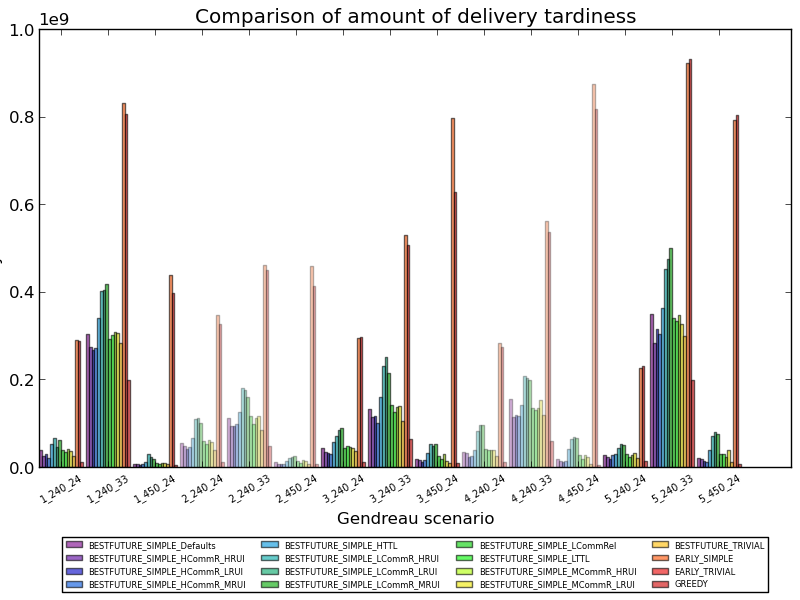 Comparison of amount of delivery tardiness
1e9
1.0
0.8
0.6
0.4
0.2
0.0
1_240_24 1_240_33 1_450_24 2_240_24 2_240_33 2_450_24 3_240_24 3_240_33 3_450_24 4_240_24 4_240_33 4_450_24 5_240_24 5_240_33 5_450_24
Gendreau scenario
BESTFUTURE_SIMPLE_Defaults BESTFUTURE_SIMPLE_HTTL BESTFUTURE_SIMPLE_LCommRel BESTFUTURE_TRIVIAL
BESTFUTURE_SIMPLE_HCommR_HRUI BESTFUTURE_SIMPLE_LCommR_HRUI BESTFUTURE_SIMPLE_LTTL EARLY_SIMPLE
BESTFUTURE_SIMPLE_HCommR_LRUI BESTFUTURE_SIMPLE_LCommR_LRUI BESTFUTURE_SIMPLE_MCommR_HRUI EARLY_TRIVIAL
BESTFUTURE_SIMPLE_HCommR_MRUI BESTFUTURE_SIMPLE_LCommR_MRUI BESTFUTURE_SIMPLE_MCommR_LRUI GREEDY